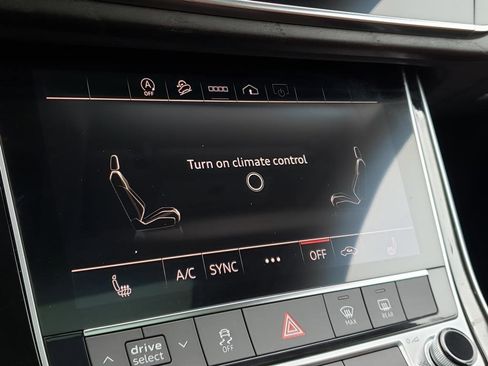 A
OFF
Turn on climate control
A/C SYNC ... OFF
drive
select
OFF
MAX
REAR